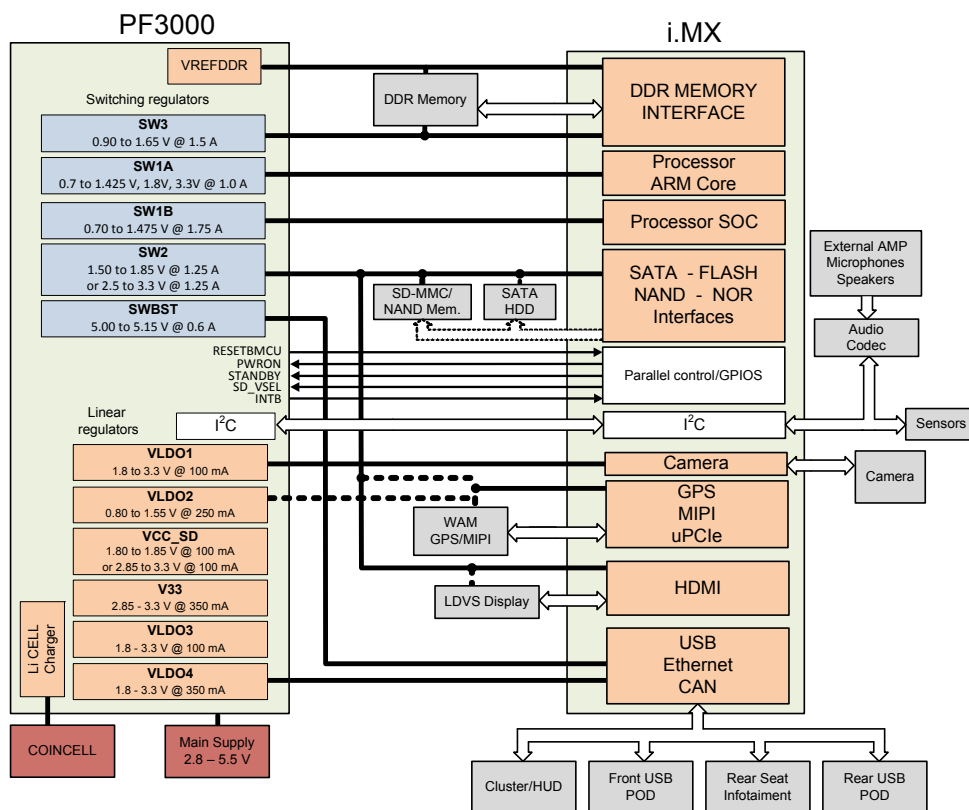 PF3000
i.MX
VREFDDR
Switching regulators
SW3
0.90 to 1.65 V @ 1.5 A
SW1A
0.7 to 1.425 V, 1.8V, 3.3V @ 1.0 A
SW1B
0.70 to 1.475 V @ 1.75 A
SW2
1.50 to 1.85 V @ 1.25 A
or 2.5 to 3.3 V @ 1.25 A
SWBST
5.00 to 5.15 V @ 0.6 A
RESETBMCU
PWRON
STANDBY
SD_VSEL
INTB
Linear
regulators
I²C
VLDO1
1.8 to 3.3 V @ 100 mA
VLDO2
0.80 to 1.55 V @ 250 mA
VCC_SD
1.80 to 1.85 V @ 100 mA
or 2.85 to 3.3 V @ 100 mA
V33
2.85 - 3.3 V @ 350 mA
VLDO3
1.8 - 3.3 V @ 100 mA
VLDO4
1.8 - 3.3 V @ 350 mA
Li CELL
Charger
COINCELL
Main Supply
2.8 – 5.5 V
DDR Memory
SD-MMC/
NAND Mem.
SATA
HDD
WAM
GPS/MIPI
LDVS Display
DDR MEMORY
INTERFACE
Processor
ARM Core
Processor SOC
SATA - FLASH
NAND - NOR
Interfaces
Parallel control/GPIOS
I²C
Camera
GPS
MIPI
uPCIe
HDMI
USB
Ethernet
CAN
External AMP
Microphones
Speakers
Audio
Codec
Sensors
Camera
Cluster/HUD
Front USB
POD
Rear Seat
Infotaiment
Rear USB
POD